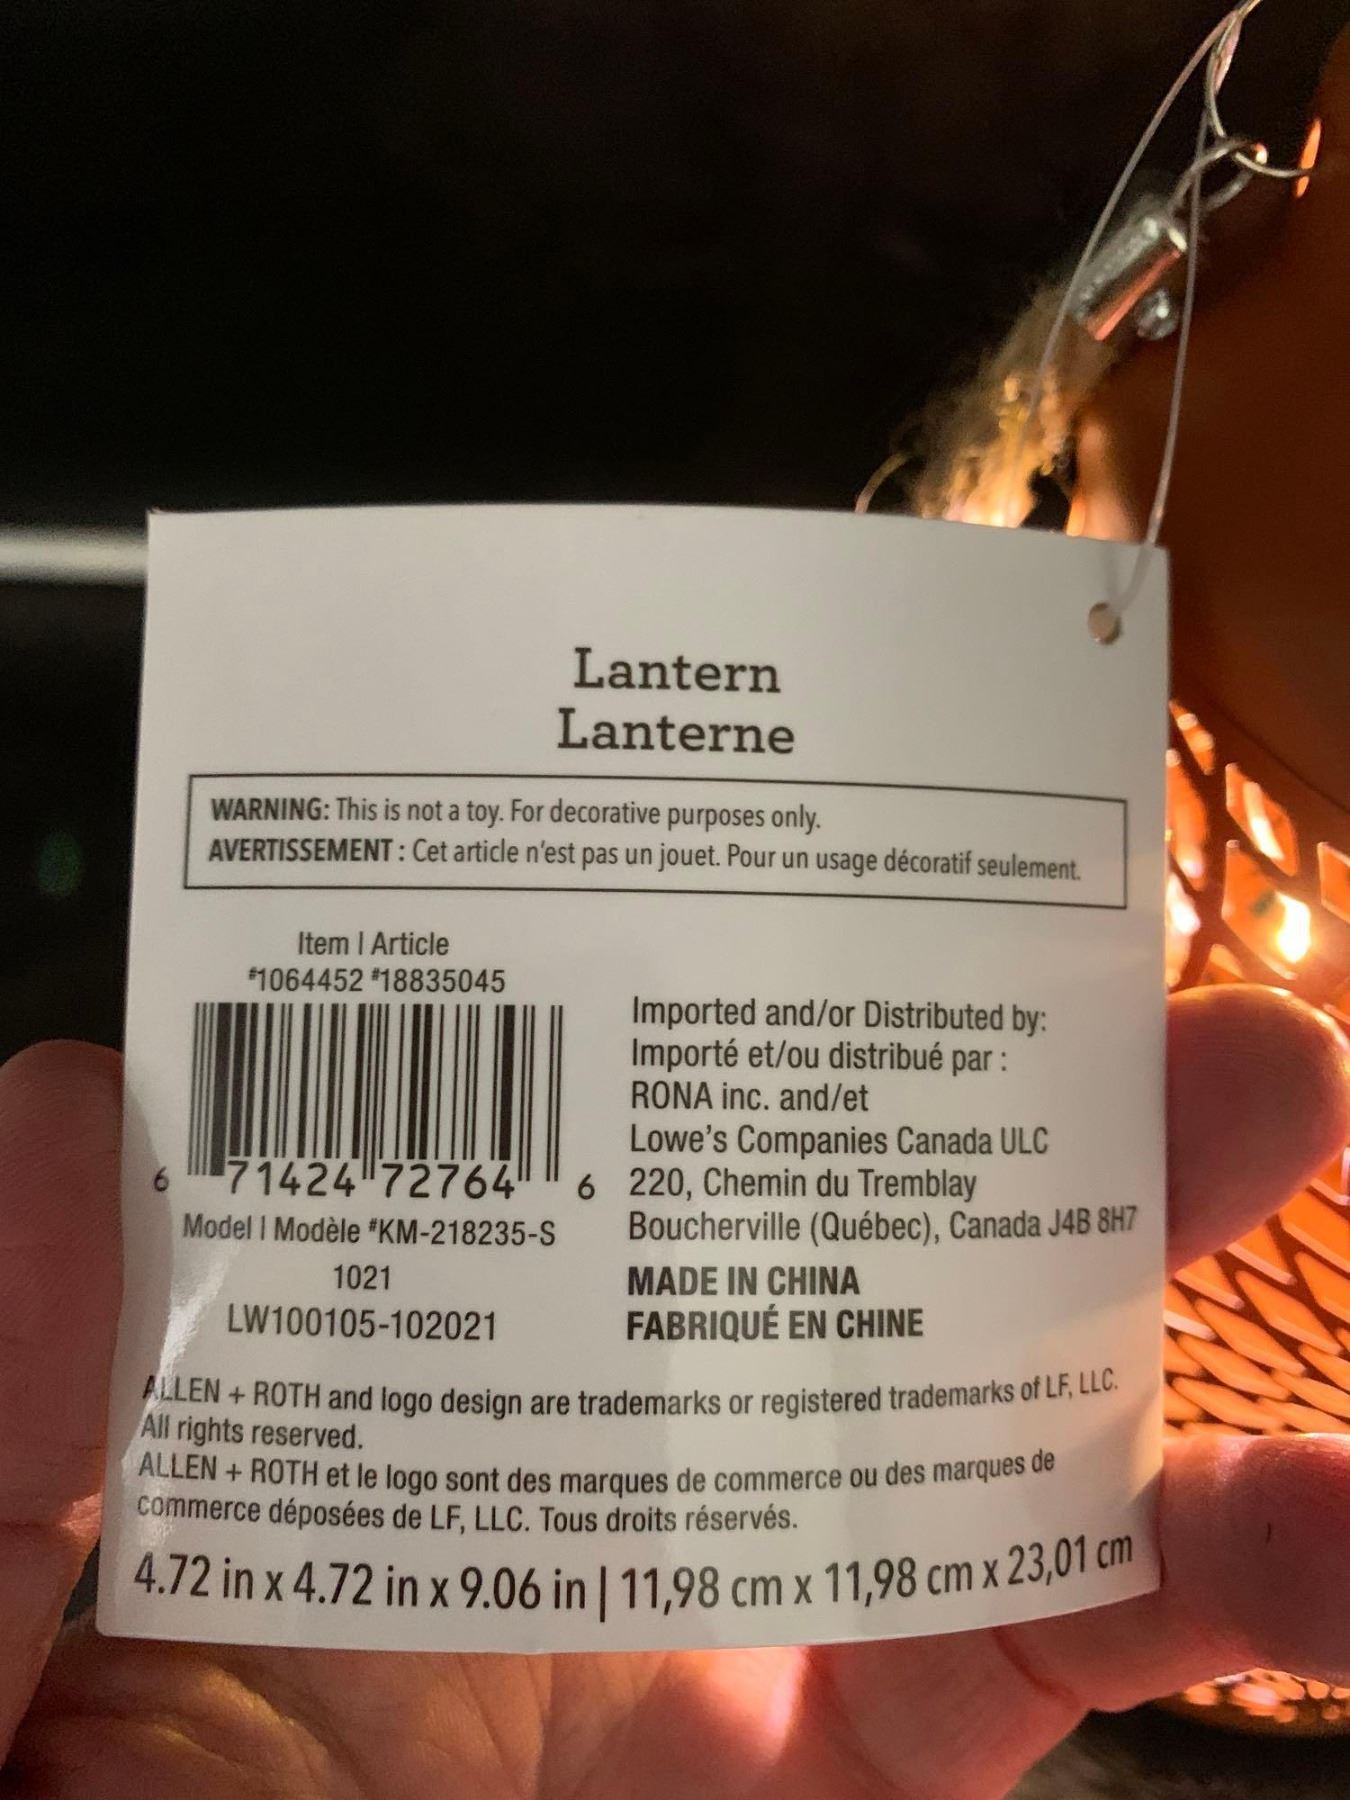 Lantern
Lanterne
WARNING: This is not a toy. For decorative purposes only.
AVERTISSEMENT : Cet article n'est pas un jouet. Pour un usage décoratif seulement.
Item | Article
#1064452 #18835045
6 71424 72764 6
Model | Modèle #KM-218235-S
1021
LW100105-102021
Imported and/or Distributed by:
Importé et/ou distribué par :
RONA inc. and/et
Lowe's Companies Canada ULC
220, Chemin du Tremblay
Boucherville (Québec), Canada J4B 8H7
MADE IN CHINA
FABRIQUÉ EN CHINE
ALLEN + ROTH and logo design are trademarks or registered trademarks of LF, LLC.
All rights reserved.
ALLEN + ROTH et le logo sont des marques de commerce ou des marques de
commerce déposées de LF, LLC. Tous droits réservés.
4.72 in x 4.72 in x 9.06 in | 11,98 cm x 11,98 cm x 23,01 cm